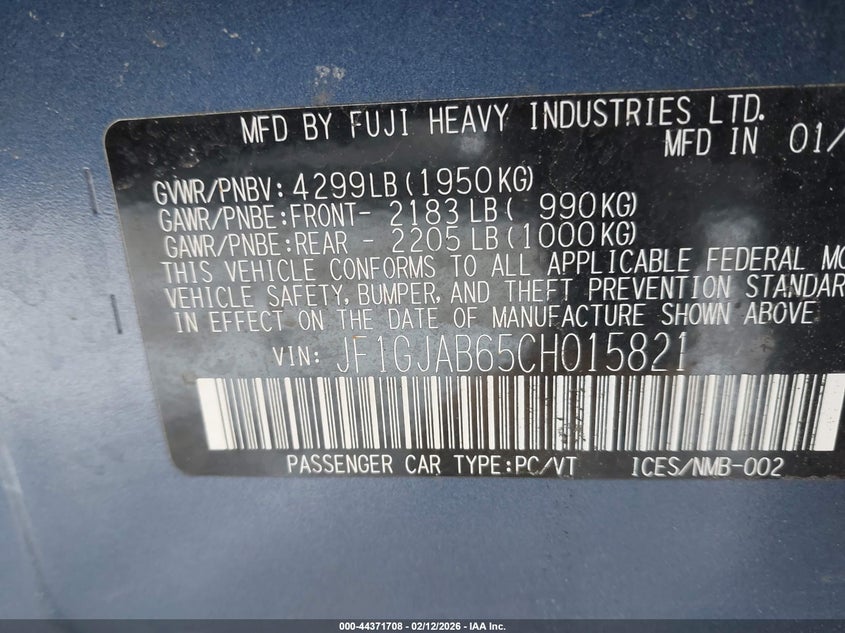 MFD BY FUJI HEAVY INDUSTRIES LTD.
MFD IN 01/
GVWR/PNBV: 4299LB(1950KG)
GAWR/PNBE:FRONT- 2183LB( 990KG)
GAWR/PNBE:REAR - 2205LB(1000KG)
THIS VEHICLE CONFORMS TO ALL APPLICABLE FEDERAL MO
VEHICLE SAFETY, BUMPER, AND THEFT PREVENTION STANDAR
IN EFFECT ON THE DATE OF MANUFACTURE SHOWN ABOVE
VIN: JF1GJAB65CH015821
PASSENGER CAR TYPE:PC/VT ICES/NMB-002
000-44371708 - 02/12/2026 - IAA Inc.